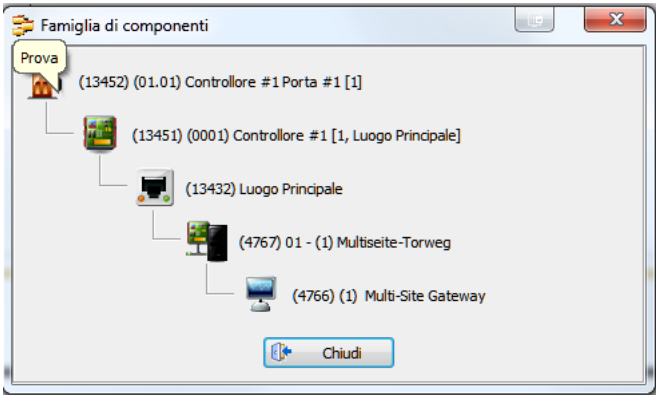 Famiglia di componenti
Prova
(13452) (01.01) Controllore #1 Porta #1 [1]
(13451) (0001) Controllore #1 [1, Luogo Principale]
(13432) Luogo Principale
(4767) 01 - (1) Multiseite-Torweg
(4766) (1) Multi-Site Gateway
Chiudi